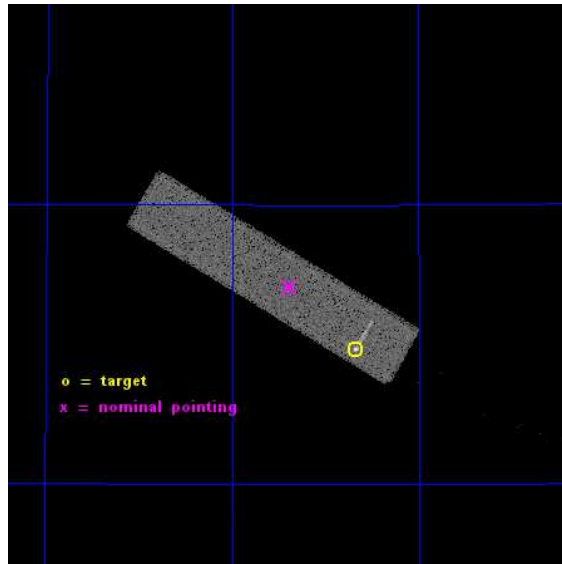 o = target
x = nominal pointing